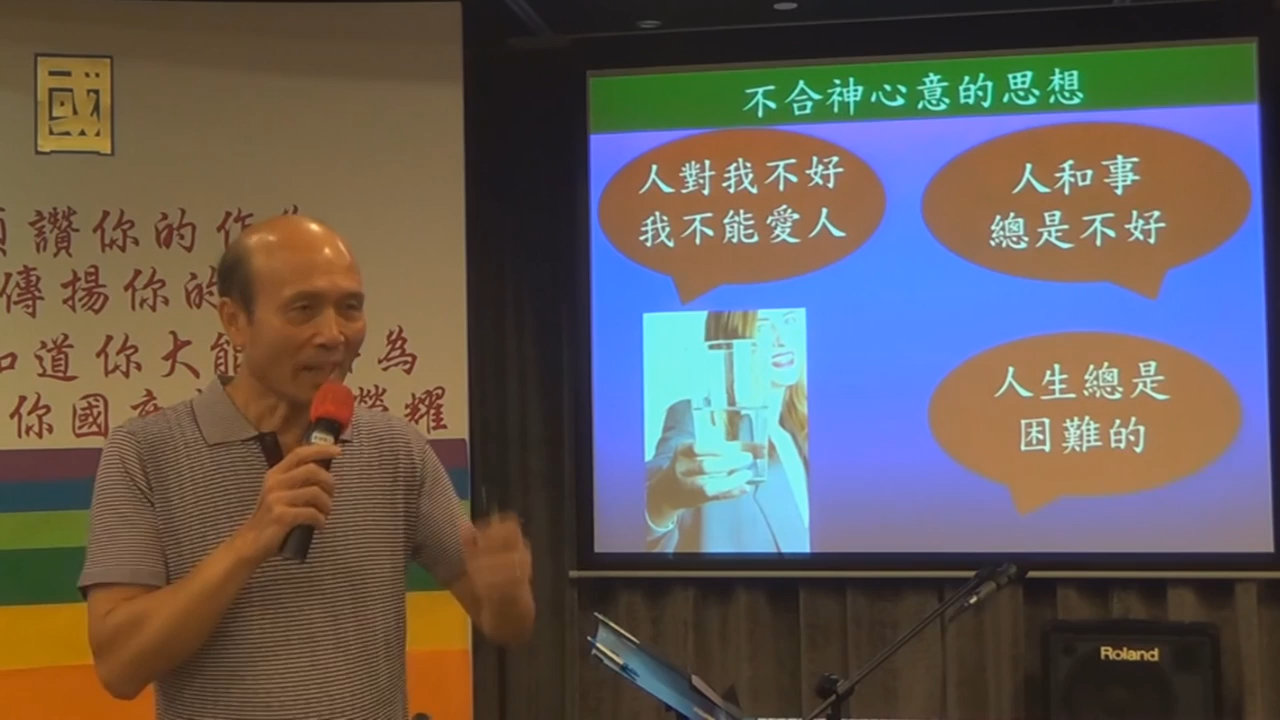 國
讚你的作
傳揚你的
道你大能 為
你國 榮耀
不合神心意的思想
人對我不好
我不能愛人
人和事
總是不好
人生總是
困難的
Roland